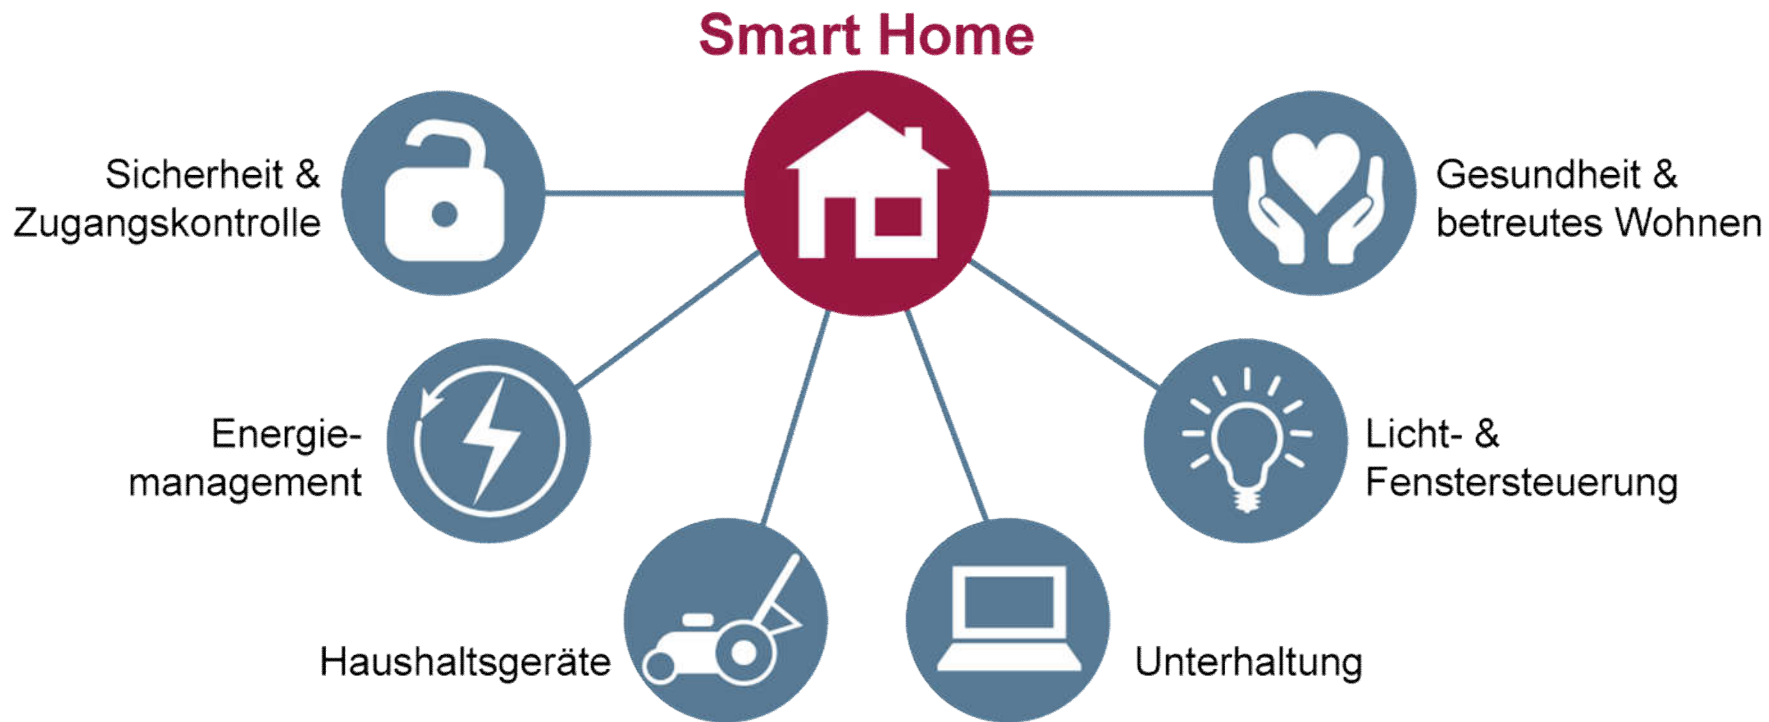 Smart Home
Sicherheit &
Zugangskontrolle
Gesundheit &
betreutes Wohnen
Energie-
management
Licht- &
Fenstersteuerung
Haushaltsgeräte
Unterhaltung